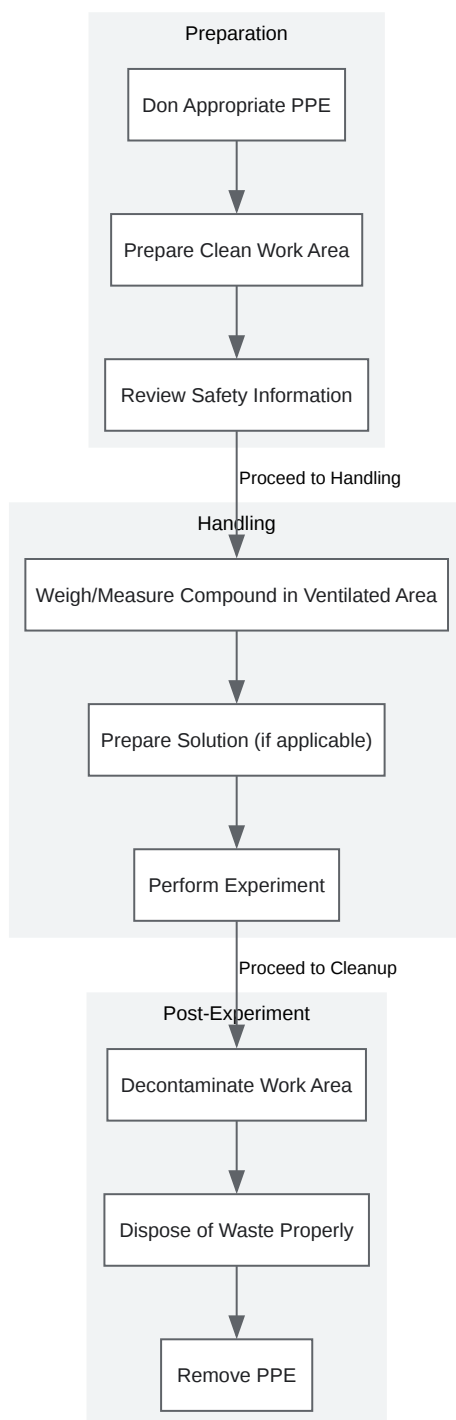 Preparation
Don Appropriate PPE
Prepare Clean Work Area
Review Safety Information
Proceed to Handling
Handling
Weigh/Measure Compound in Ventilated Area
Prepare Solution (if applicable)
Perform Experiment
Proceed to Cleanup
Post-Experiment
Decontaminate Work Area
Dispose of Waste Properly
Remove PPE